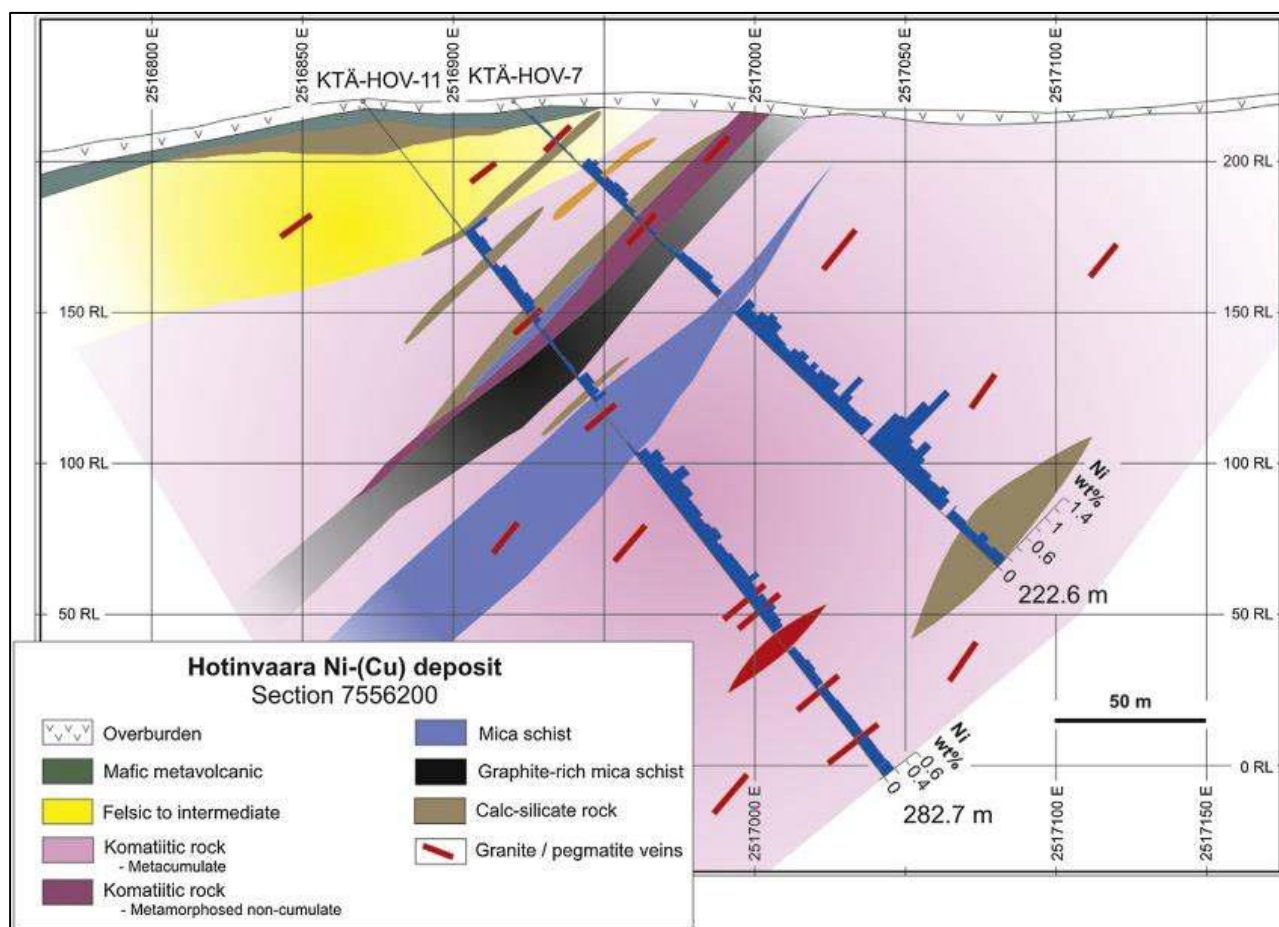 2516800 E
2516850 E
2516900 E
2517000 E
2517050 E
2517100 E
KTÄ-HOV-11
KTÄ-HOV-7
200 RL
200 RL
150 RL
150 RL
100 RL
100 RL
Ni
wt%
1.4
1
0.6
0
222.6 m
50 RL
50 RL
50 m
Ni
wt%
0.6
0.4
0
282.7 m
0 RL
2517000 E
2517100 E
2517150 E
Hotinvaara Ni-(Cu) deposit
Section 7556200
Overburden
Mafic metavolcanic
Felsic to intermediate
Komatiitic rock
- Metacumulate
Komatiitic rock
- Metamorphosed non-cumulate
Mica schist
Graphite-rich mica schist
Calc-silicate rock
Granite / pegmatite veins